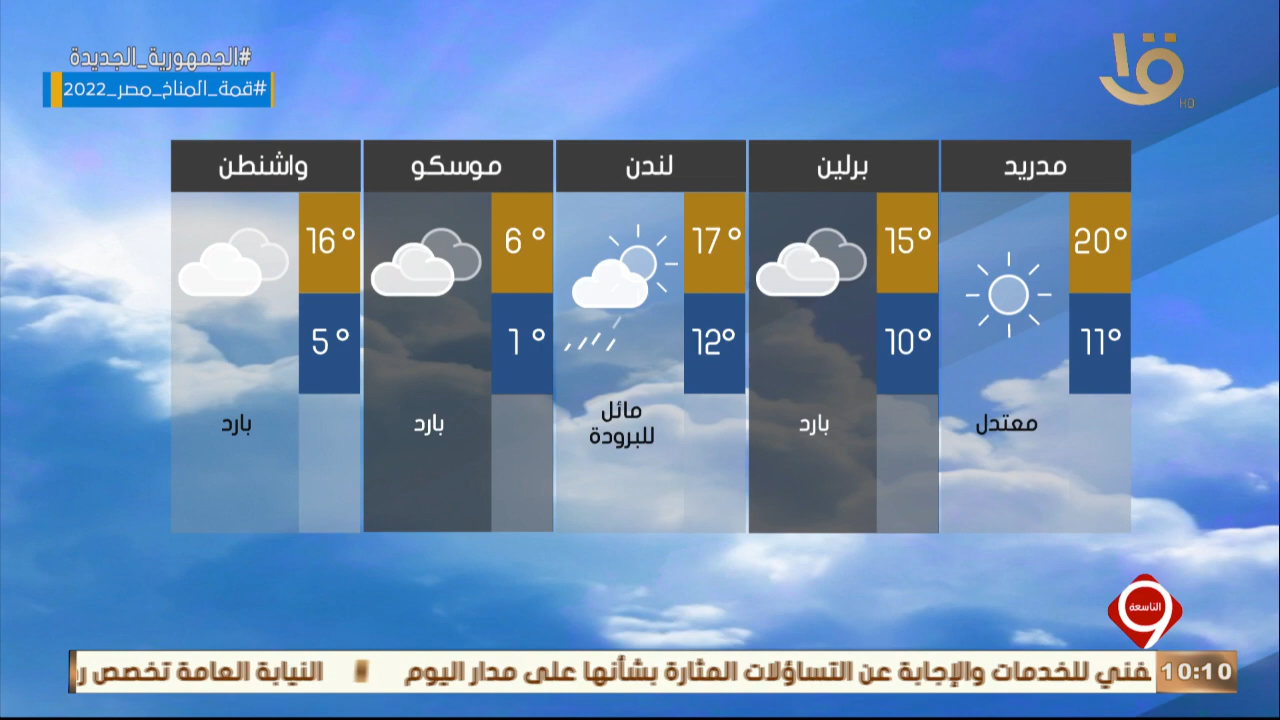 #الجمهورية_الجديدة
#قمة_المناخ_مصر_2022
HD
مدريد
20°
11°
معتدل
برلين
15°
10°
بارد
لندن
17°
12°
مائل
للبرودة
موسكو
6°
1°
بارد
واشنطن
16°
5°
بارد
التاسعة
9
10:10
فني للخدمات والإجابة عن التساؤلات المثارة بشأنها على مدار اليوم
النيابة العامة تخصص